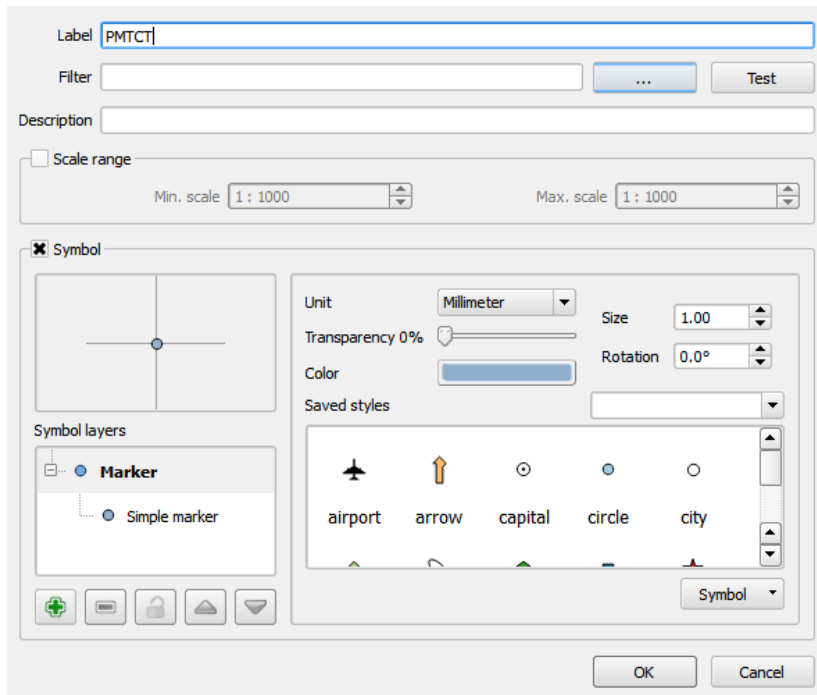 Label PMTCT
Filter ... Test
Description
Scale range
Min. scale 1 : 1000 Max. scale 1 : 1000
Symbol
Unit Millimeter
Size 1.00
Transparency 0%
Rotation 0.0°
Color
Saved styles
Symbol layers
Marker
Simple marker
airport arrow capital circle city
Symbol
OK Cancel